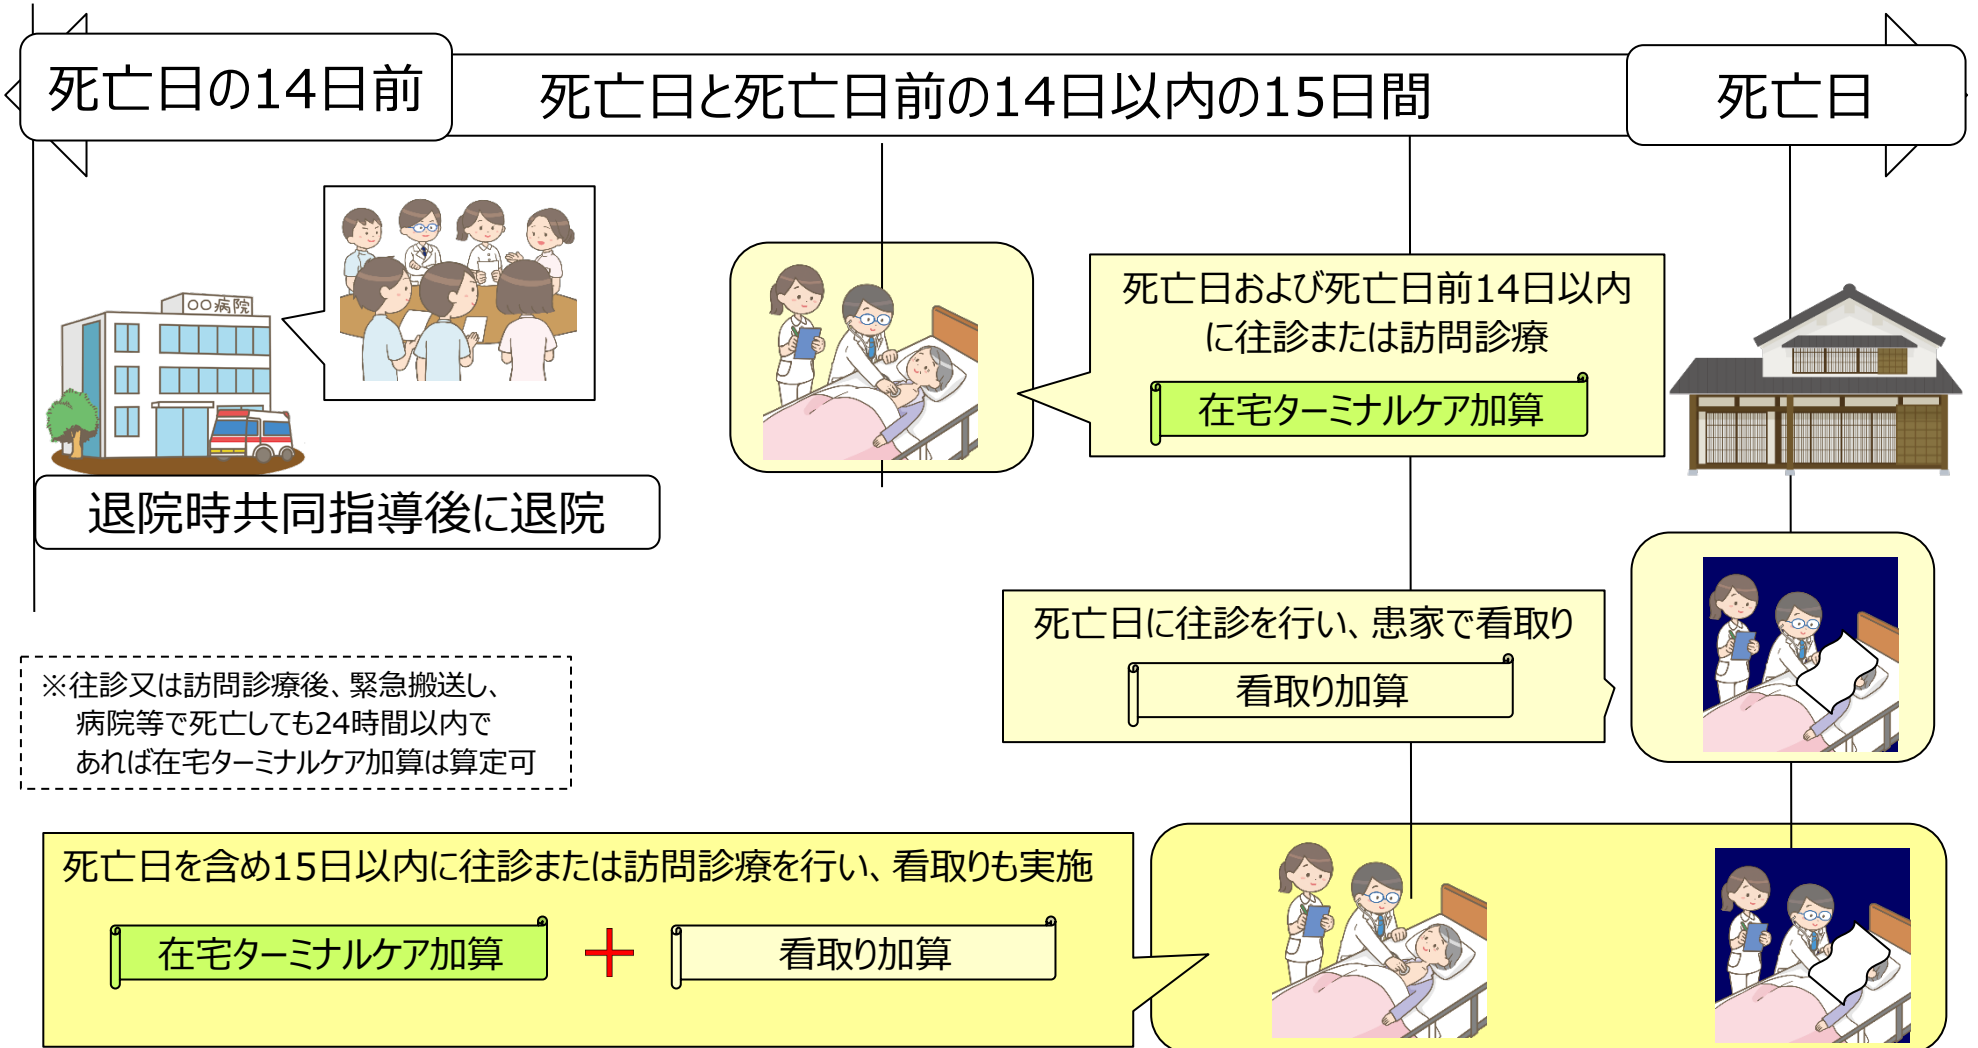 死亡日の14日前
死亡日と死亡日前の14日以内の15日間
死亡日
○○病院
死亡日および死亡日前14日以内
に往診または訪問診療
在宅ターミナルケア加算
退院時共同指導後に退院
死亡日に往診を行い、患家で看取り
看取り加算
※往診又は訪問診療後、緊急搬送し、
病院等で死亡しても24時間以内で
あれば在宅ターミナルケア加算は算定可
死亡日を含め15日以内に往診または訪問診療を行い、看取りも実施
在宅ターミナルケア加算
+
看取り加算